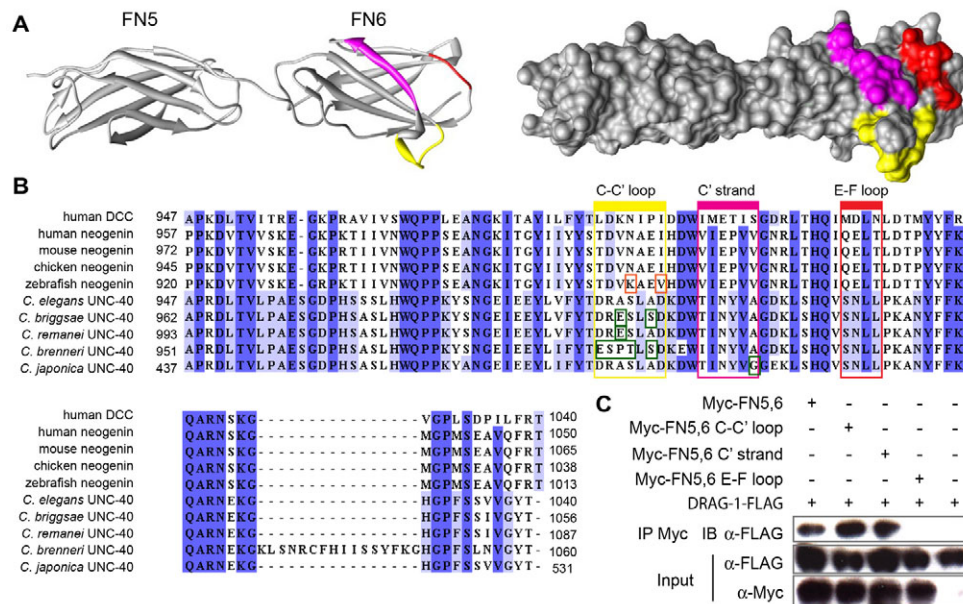 A
FN5 FN6
B
C-C' loop C' strand E-F loop
human DCC 947 APKDLTVITRE-GKPRAVIVSWQPPLEANGKITAYILFYTLDKNIPIDDWIMETISGDRLTHQIMDLNLDTMYYFR
human neogenin 957 PPKDVTVVSKE-GKPKTIIVNWQPPSEANGKITGYIIYYSTDVNAEIHDWVIEPVVGNRLTHQIQELTLDTPYYFK
mouse neogenin 972 PPKDVTVVSKE-GKPRTIIVNWQPPSEANGKITGYIIYYSTDVNAEIHDWVIEPVVGNRLTHQIQELTLDTPYYFK
chicken neogenin 945 PPKDVTVVSKE-GKPRTIIVNWQPPSEANGKITGYIIYYSTDVNAEIHDWVIEPVVGNRLTHQIQELTLDTPYYFK
zebrafish neogenin 920 PPKDVTVVSKE-GKPRTIIVNWQPPSEANGKITGYIIYYSTDVKAEVHDWVIEPVVGNRLTHQIQELTLDTPYYFK
C. elegans UNC-40 947 APRDLTVLPAESGDPHSSSLHWQPPKYSNGEIEEYLVFYTDRASLADKDWTINYVAGDKLSHQVSNLLPKANYYFK
C. briggsae UNC-40 962 APRDLTVLPAESGDPHSASLHWQPPKYSNGEIEEYLVFYTDRESLSDKDWTINYVAGDKLSHQVSNLLPKANYYFK
C. remanei UNC-40 993 APRDLTVLPAESGDPHSASLHWQPPKYSNGEIEEYLVFYTDRESLADKDWTINYVAGDKLSHQVSNLLPKANYYFK
C. brenneri UNC-40 951 APRDLTVLPAESGDPHSASLHWQPPKYSNGEIEEYLVFYTESPTLSDKEWTINYVAGDKLSHQVSNLLPKANYYFK
C. japonica UNC-40 437 APRDLTVLPAESGDPHSSSLHWQPPKYSNGEIEEYLVFYTDRASLADKDWTINYVGGDKLSHQVSNLLPKANYYFK
human DCC QARNSKG-----------------VGPLSDPILFRT 1040
human neogenin QARNSKG-----------------MGPMSEAVQFRT 1050
mouse neogenin QARNSKG-----------------MGPMSEAVQFRT 1065
chicken neogenin QARNSKG-----------------MGPMSEAVQFRT 1038
zebrafish neogenin QARNSKG-----------------MGPMSEAVQFRT 1013
C. elegans UNC-40 QARNEKG-----------------HGPFSSVVGYT- 1040
C. briggsae UNC-40 QARNEKG-----------------HGPFSSIVGYT- 1056
C. remanei UNC-40 QARNEKG-----------------HGPFSSIVGYT- 1087
C. brenneri UNC-40 QARNEKGKLSNRCFHIISSYFKGHGPFSLNVGYT- 1060
C. japonica UNC-40 QARNEKG-----------------HGPFSSVVGYT- 531
C
Myc-FN5,6 + - - - -
Myc-FN5,6 C-C' loop - + - - -
Myc-FN5,6 C' strand - - + - -
Myc-FN5,6 E-F loop - - - + -
DRAG-1-FLAG + + + + +
IP Myc IB α-FLAG
Input α-FLAG
α-Myc